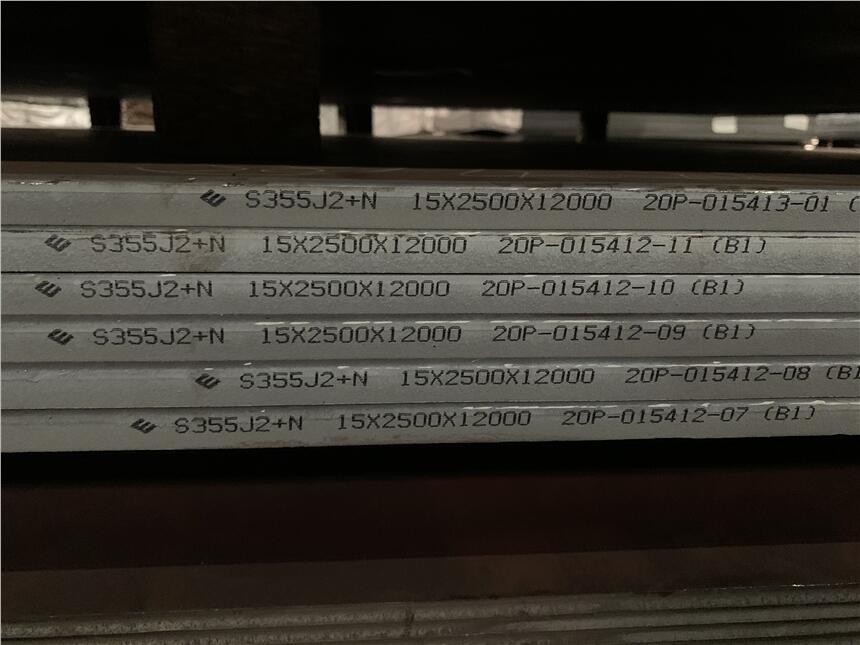 S355J2+N 15X2500X12000 20P-015413-01 (
S355J2+N 15X2500X12000 20P-015412-11 (B1)
S355J2+N 15X2500X12000 20P-015412-10 (B1)
S355J2+N 15X2500X12000 20P-015412-09 (B1)
S355J2+N 15X2500X12000 20P-015412-08 (B1
S355J2+N 15X2500X12000 20P-015412-07 (B1)